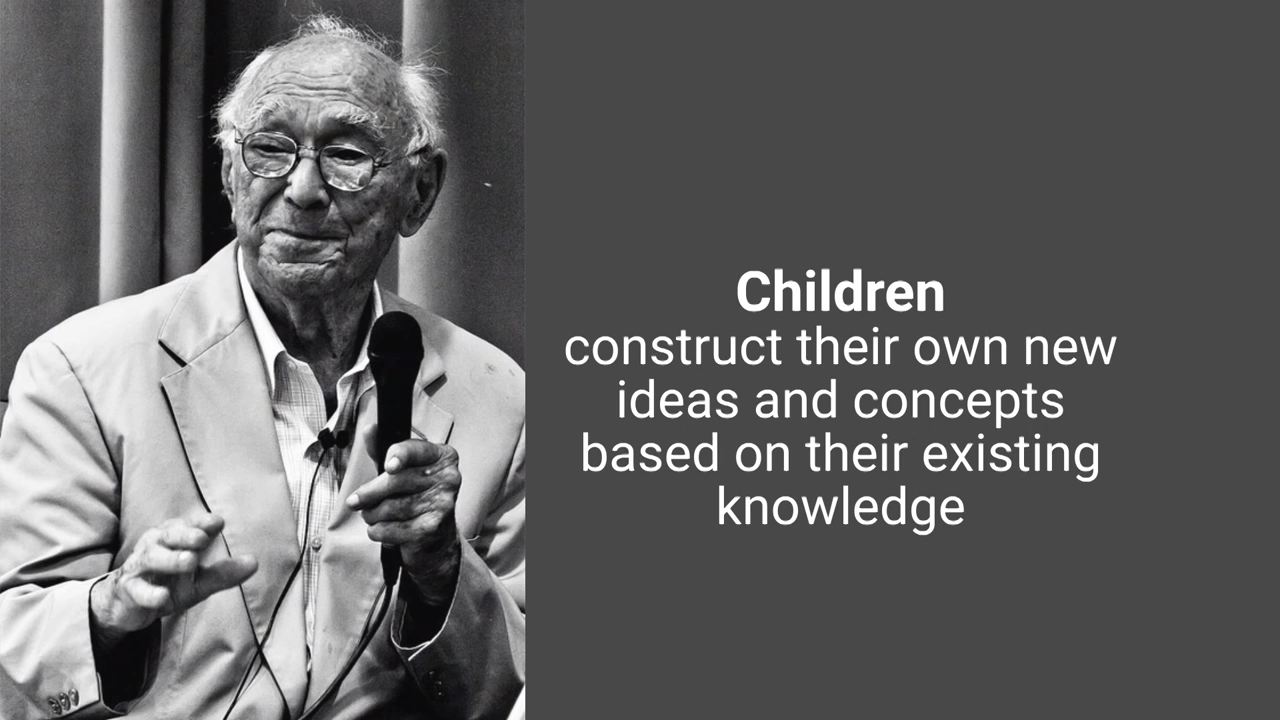 Children
construct their own new
ideas and concepts
based on their existing
knowledge